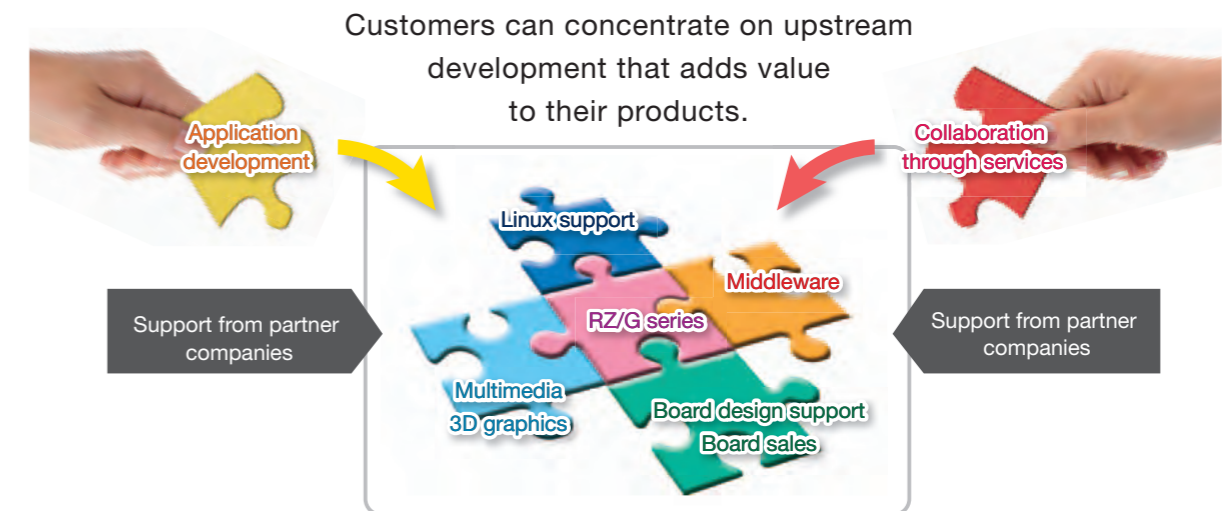 Customers can concentrate on upstream
development that adds value
to their products.
Application
development
Collaboration
through services
Linux support
Middleware
RZ/G series
Support from partner
companies
Support from partner
companies
Multimedia
3D graphics
Board design support
Board sales